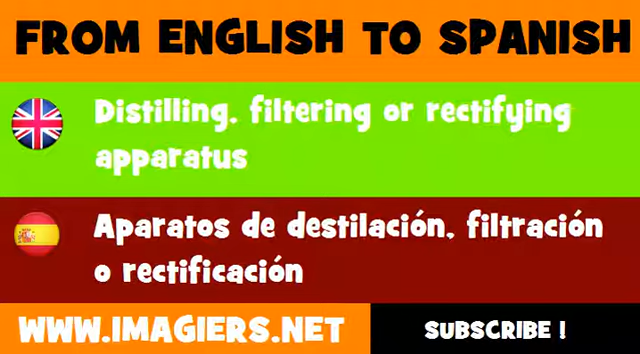 FROM ENGLISH TO SPANISH
Distilling, filtering or rectifying
apparatus
Aparatos de destilación, filtración
o rectificación
WWW.IMAGIERS.NET
SUBSCRIBE !